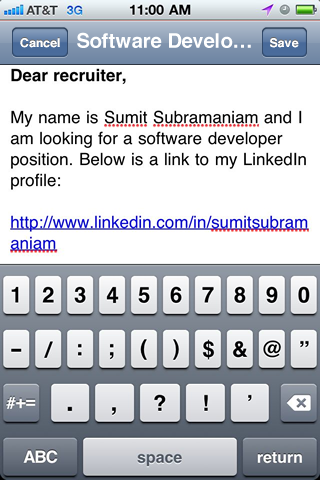 AT&T 3G 11:00 AM
Cancel Software Develo... Save
Dear recruiter,
My name is Sumit Subramaniam and I
am looking for a software developer
position. Below is a link to my LinkedIn
profile:
http://www.linkedin.com/in/sumitsubram
aniam
1 2 3 4 5 6 7 8 9 0
- / : ; ( ) $ & @ ”
#+= . , ? ! ’
ABC space return